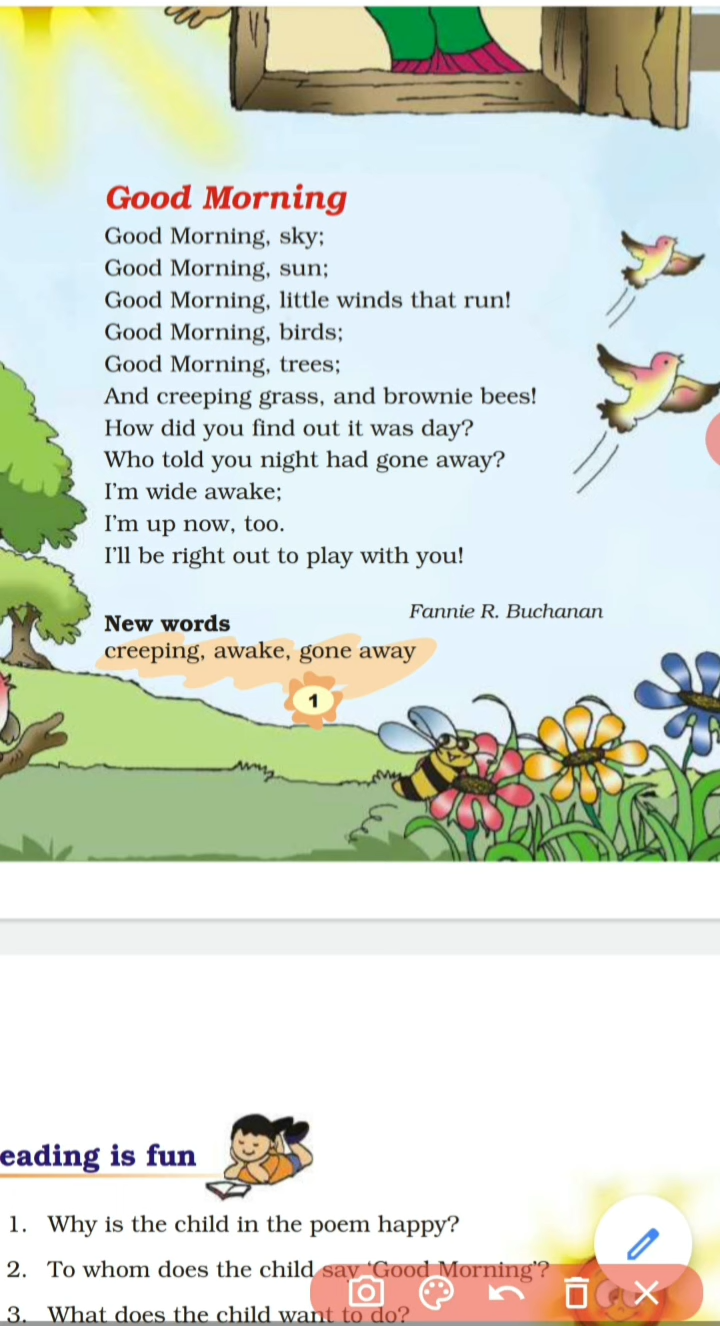 Good Morning
Good Morning, sky;
Good Morning, sun;
Good Morning, little winds that run!
Good Morning, birds;
Good Morning, trees;
And creeping grass, and brownie bees!
How did you find out it was day?
Who told you night had gone away?
I'm wide awake;
I'm up now, too.
I'll be right out to play with you!
Fannie R. Buchanan
New words
creeping, awake, gone away
1
eading is fun
1. Why is the child in the poem happy?
2. To whom does the child say 'Good Morning'?
3. What does the child want to do?